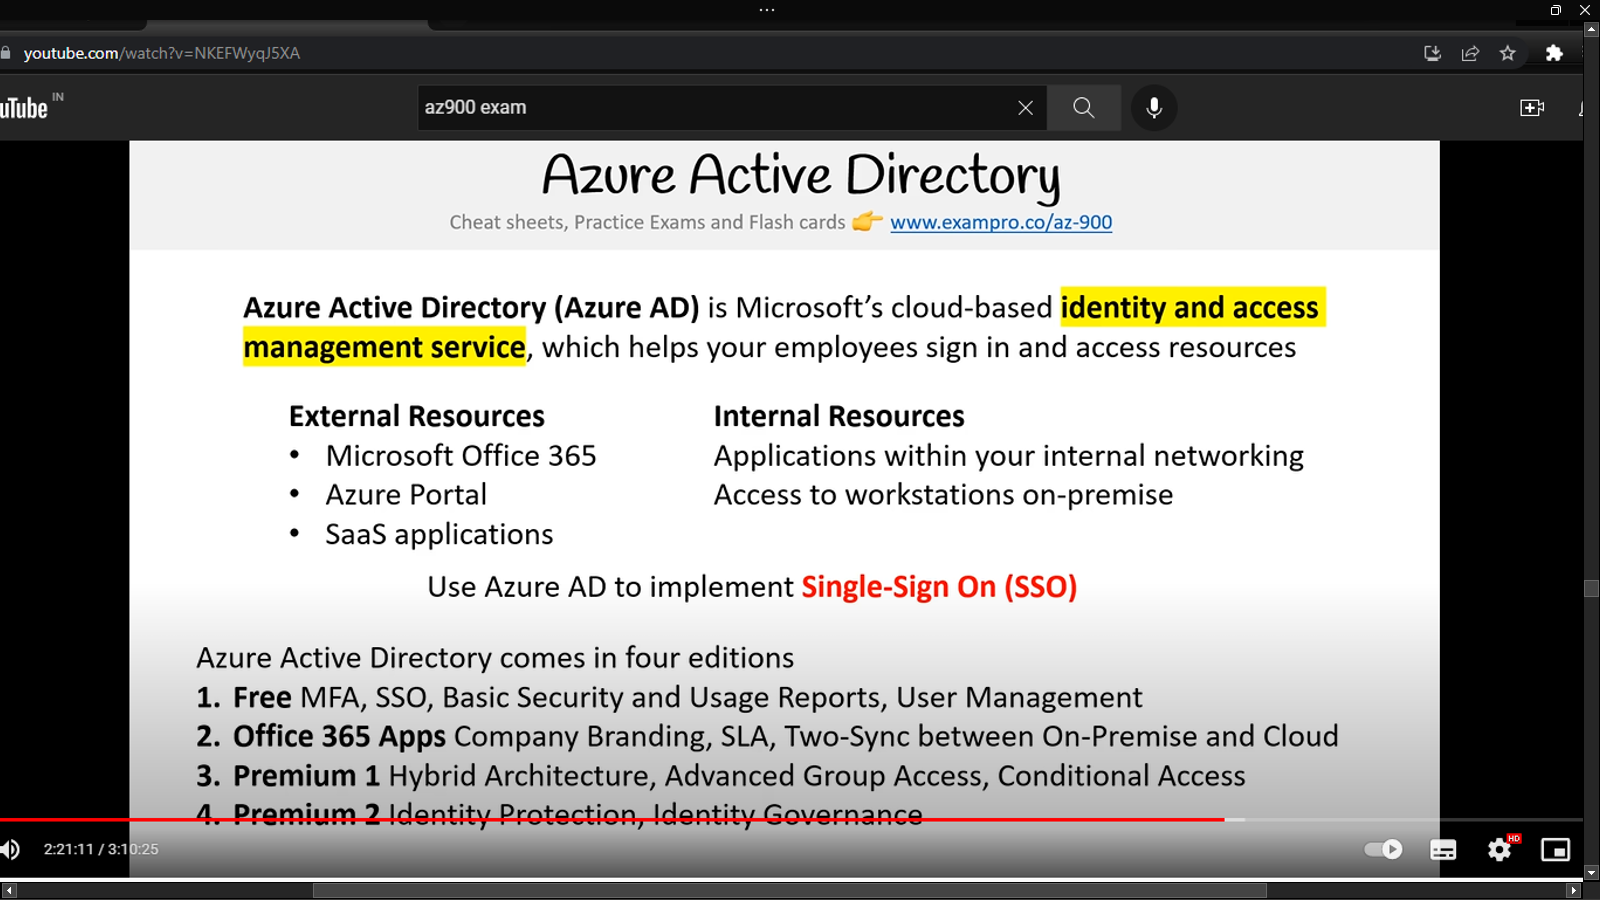 youtube.com/watch?v=NKEFWyqJ5XA
uTube IN
az900 exam
Azure Active Directory
Cheat sheets, Practice Exams and Flash cards 👉 www.exampro.co/az-900
Azure Active Directory (Azure AD) is Microsoft's cloud-based identity and access
management service, which helps your employees sign in and access resources
External Resources
• Microsoft Office 365
• Azure Portal
• SaaS applications
Internal Resources
Applications within your internal networking
Access to workstations on-premise
Use Azure AD to implement Single-Sign On (SSO)
Azure Active Directory comes in four editions
1. Free MFA, SSO, Basic Security and Usage Reports, User Management
2. Office 365 Apps Company Branding, SLA, Two-Sync between On-Premise and Cloud
3. Premium 1 Hybrid Architecture, Advanced Group Access, Conditional Access
4. Premium 2 Identity Protection, Identity Governance
2:21:11 / 3:10:25
HD